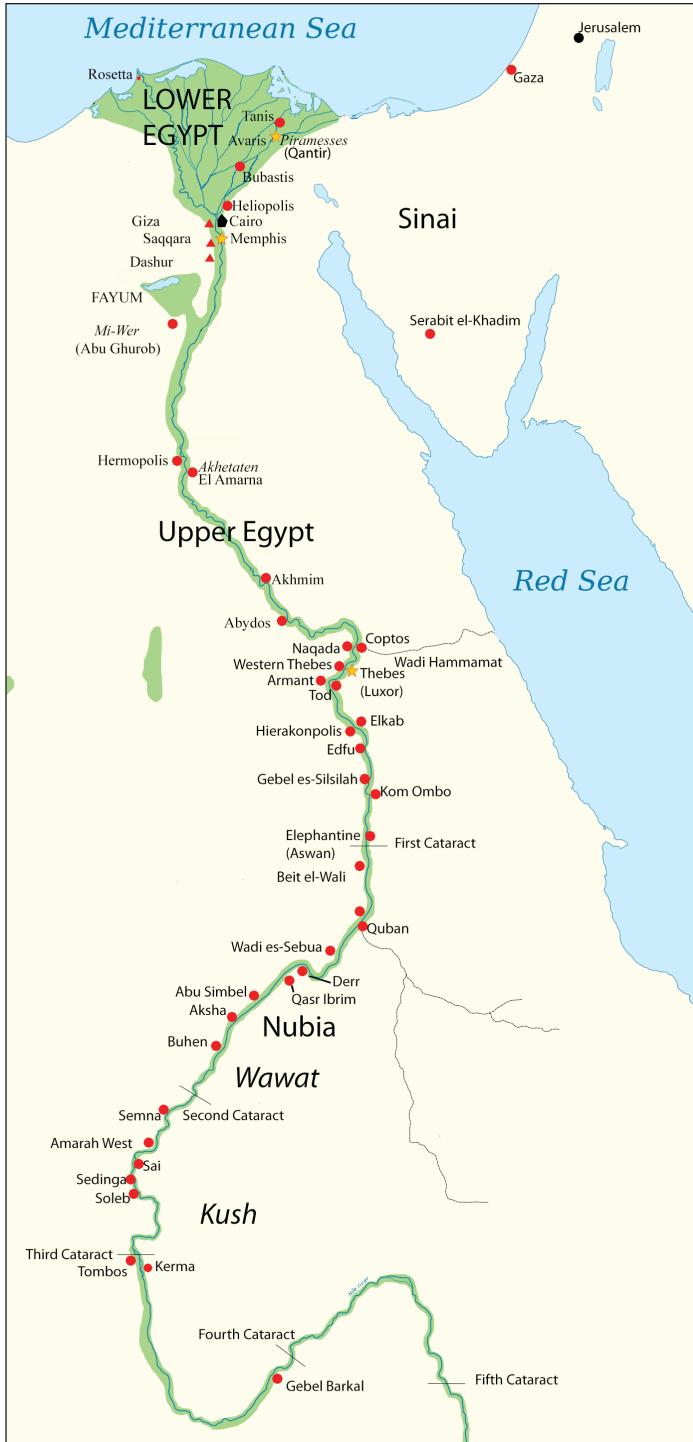 Mediterranean Sea
Jerusalem
Gaza
Rosetta
LOWER
EGYPT
Tanis
Avaris
Piramesses
(Qantir)
Bubastis
Heliopolis
Giza
Cairo
Sinai
Saqqara
Memphis
Dashur
FAYUM
Serabit el-Khadim
Mi-Wer
(Abu Ghurob)
Hermopolis
Akhetaten
El Amarna
Upper Egypt
Red Sea
Akhmim
Abydos
Coptos
Naqada
Wadi Hammamat
Western Thebes
Thebes
(Luxor)
Armant
Tod
Elkab
Hierakonpolis
Edfu
Gebel es-Silsilah
Kom Ombo
Elephantine
(Aswan)
First Cataract
Beit el-Wali
Quban
Wadi es-Sebua
Derr
Qasr Ibrim
Abu Simbel
Aksha
Nubia
Buhen
Wawat
Second Cataract
Semna
Amarah West
Sai
Sedinga
Soleb
Kush
Third Cataract
Tombos
Kerma
Nile river
Fourth Cataract
Gebel Barkal
Fifth Cataract